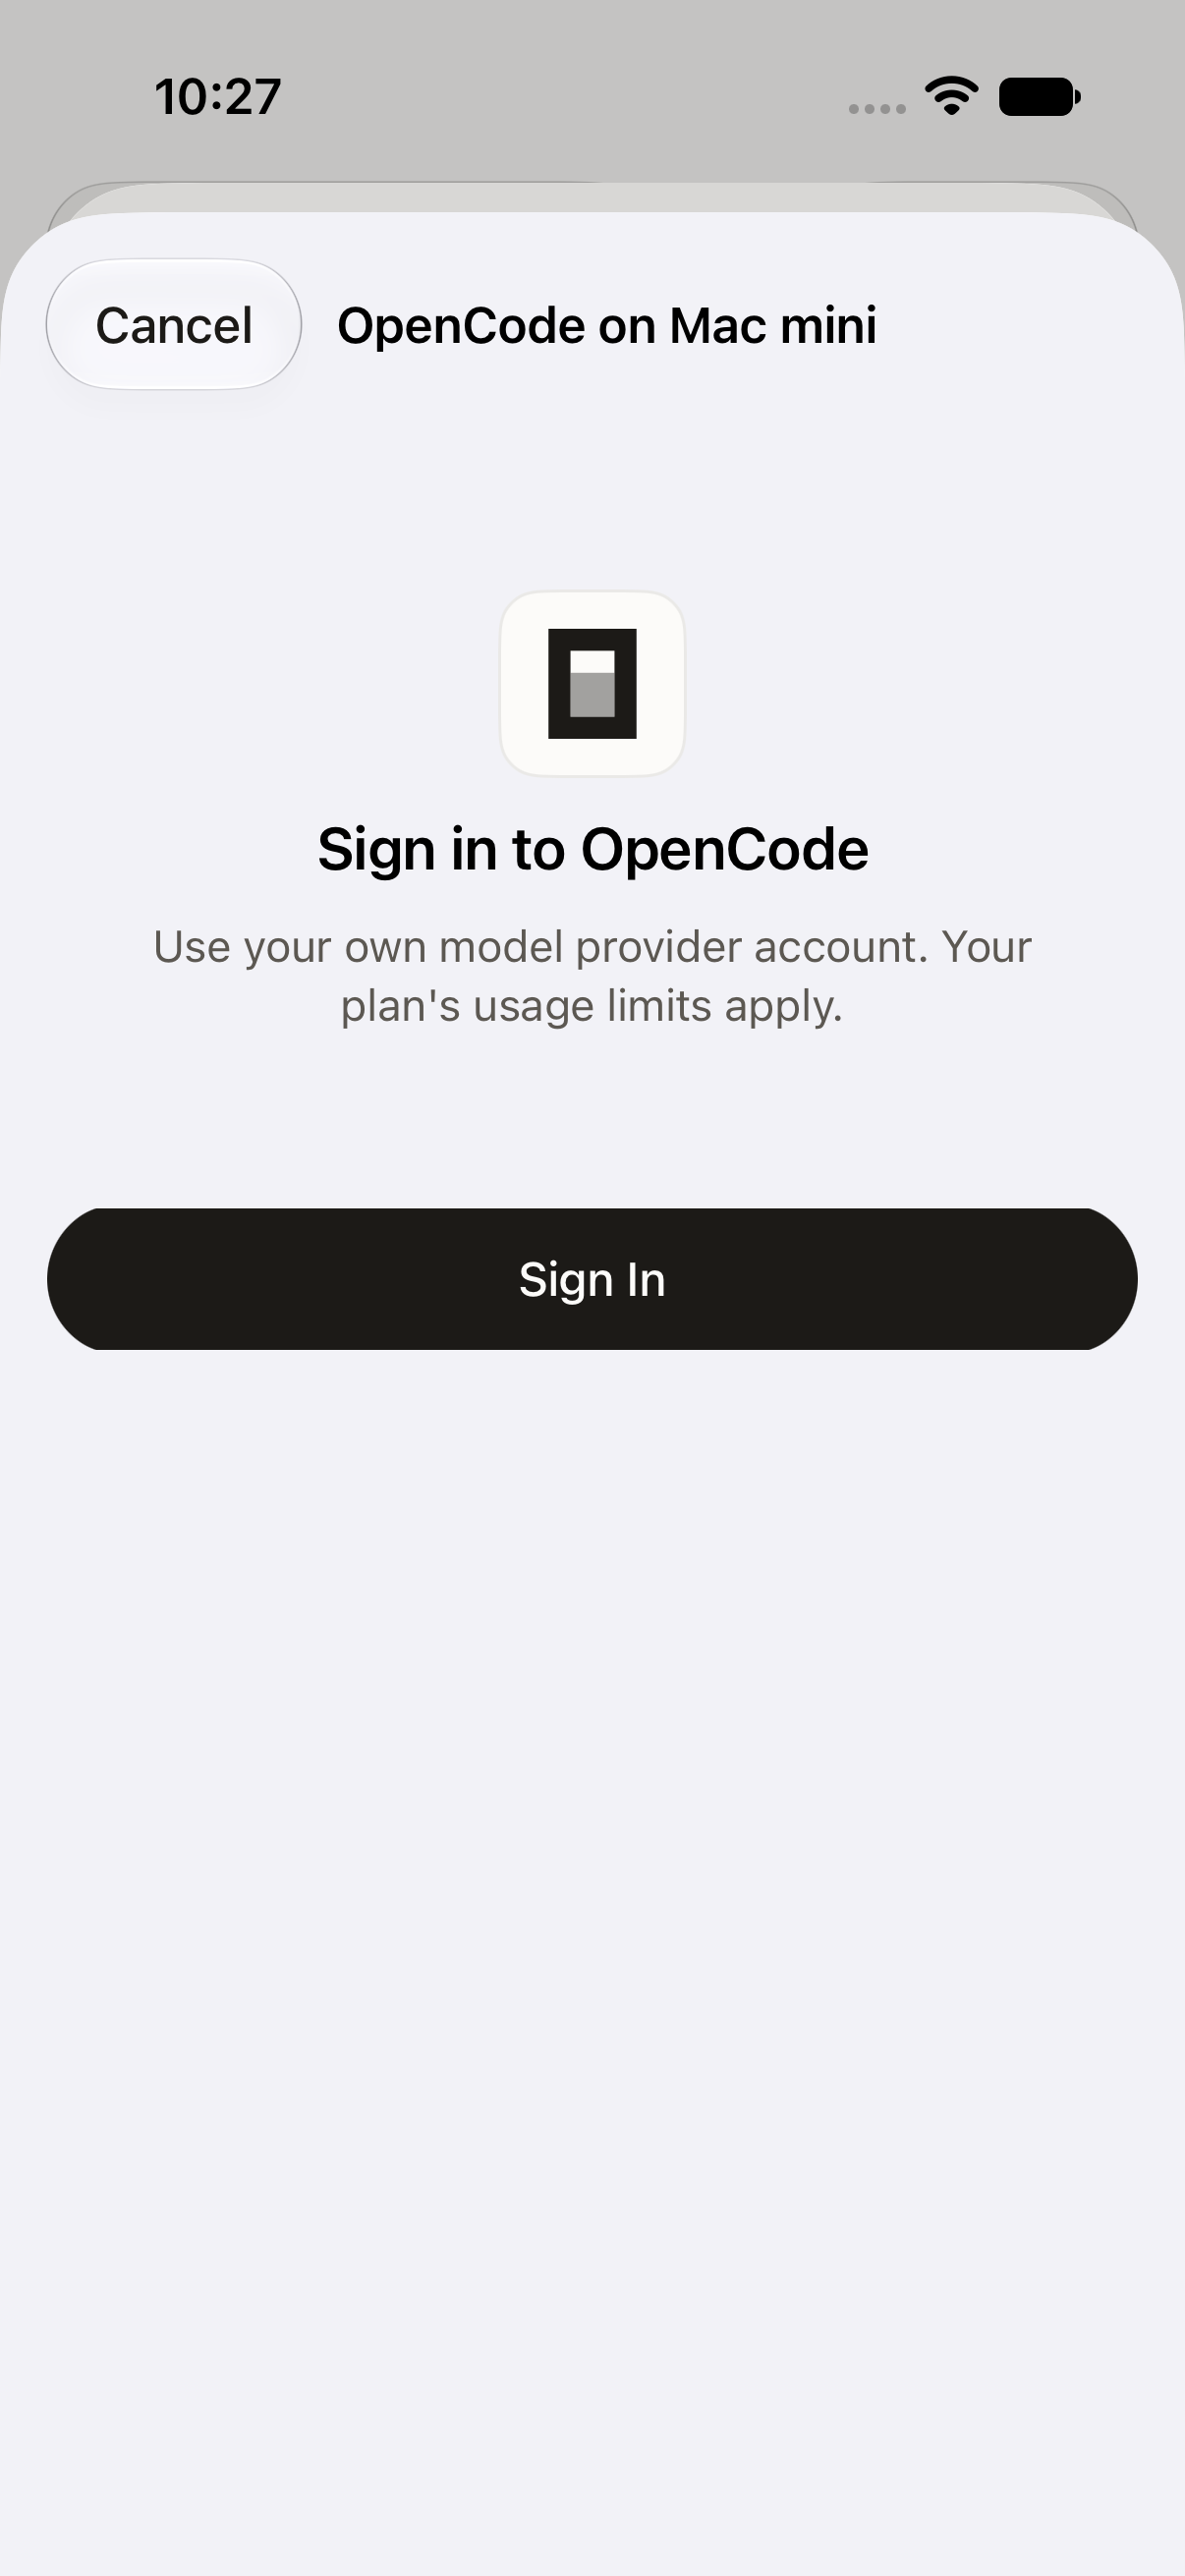 10:27
Cancel
OpenCode on Mac mini
Sign in to OpenCode
Use your own model provider account. Your
plan's usage limits apply.
Sign In